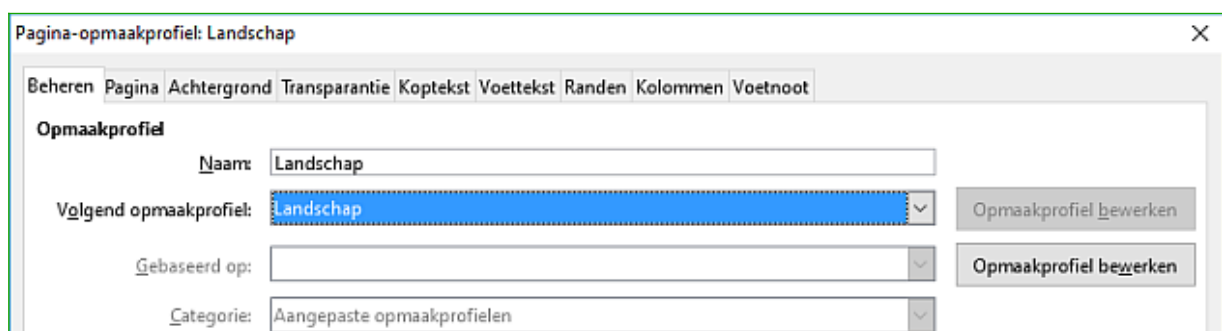 Pagina-opmaakprofiel: Landschap
Beheren Pagina Achtergrond Transparantie Koptekst Voettekst Randen Kolommen Voetnoot
Opmaakprofiel
Naam: Landschap
Volgend opmaakprofiel: Landschap Opmaakprofiel bewerken
Gebaseerd op: Opmaakprofiel bewerken
Categorie: Aangepaste opmaakprofielen